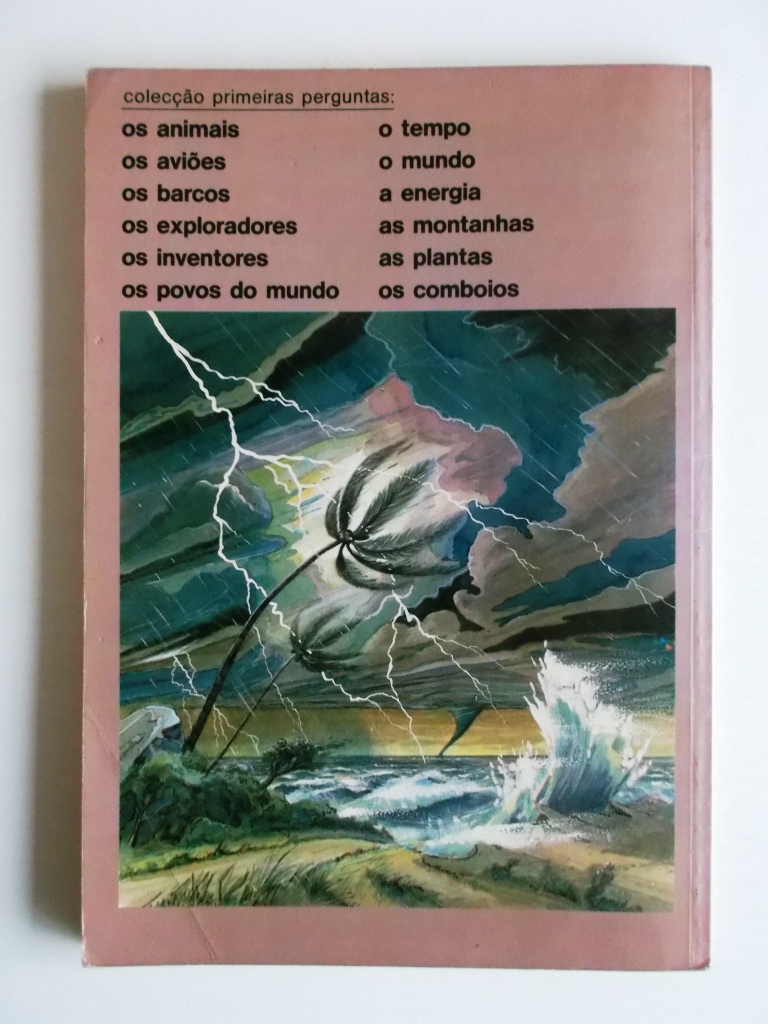 colecção primeiras perguntas:
os animais
os aviões
os barcos
os exploradores
os inventores
os povos do mundo
o tempo
o mundo
a energia
as montanhas
as plantas
os comboios